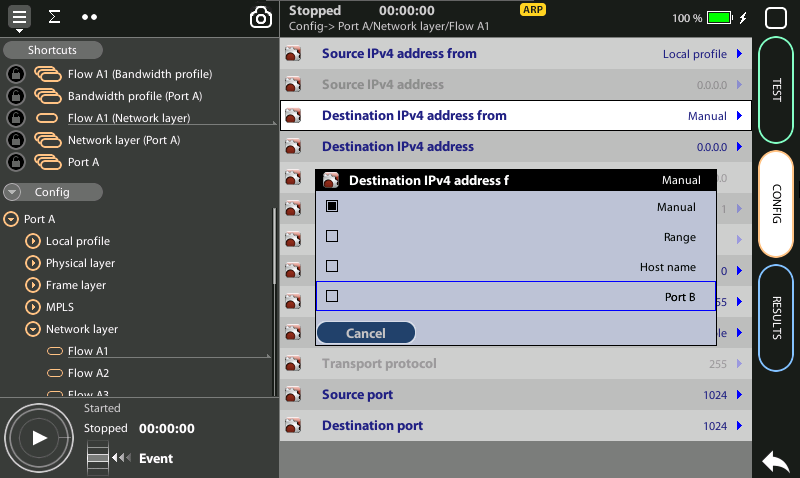 Stopped 00:00:00 ARP
Config-> Port A/Network layer/Flow A1
100 %
Shortcuts
Flow A1 (Bandwidth profile)
Bandwidth profile (Port A)
Flow A1 (Network layer)
Network layer (Port A)
Port A
Config
Port A
Local profile
Physical layer
Frame layer
MPLS
Network layer
Flow A1
Flow A2
Flow A3
Started
Stopped 00:00:00
Event
Source IPv4 address from Local profile
Source IPv4 address 0.0.0.0
Destination IPv4 address from Manual
Destination IPv4 address 0.0.0.0
Destination IPv4 address f Manual
Manual
Range
Host name
Port B
Cancel
.0
1
0
55
le
Transport protocol 255
Source port 1024
Destination port 1024
TEST
CONFIG
RESULTS